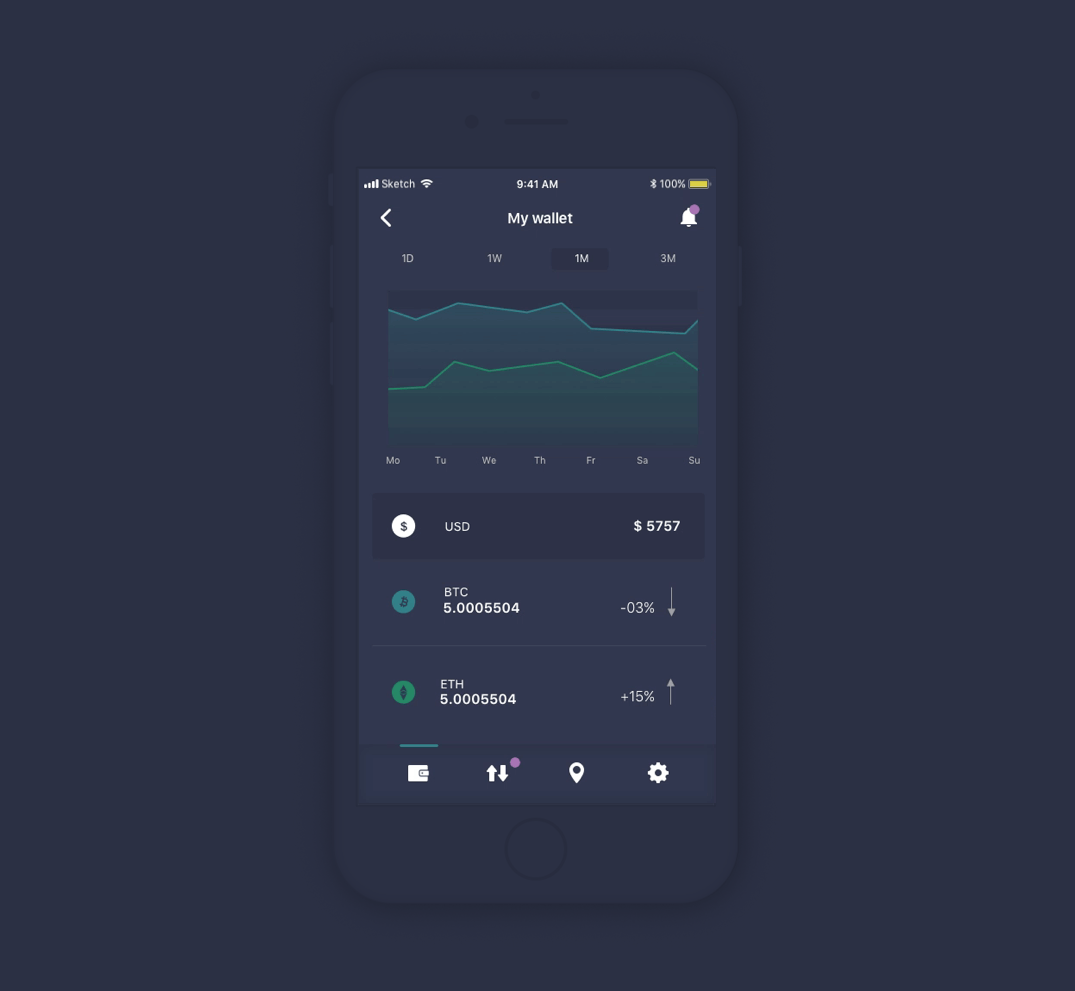 Sketch 9:41 AM 100%
My wallet
1D 1W 1M 3M
Mo Tu We Th Fr Sa Su
$ USD $ 5757
BTC
5.0005504 -03%
ETH
5.0005504 +15%